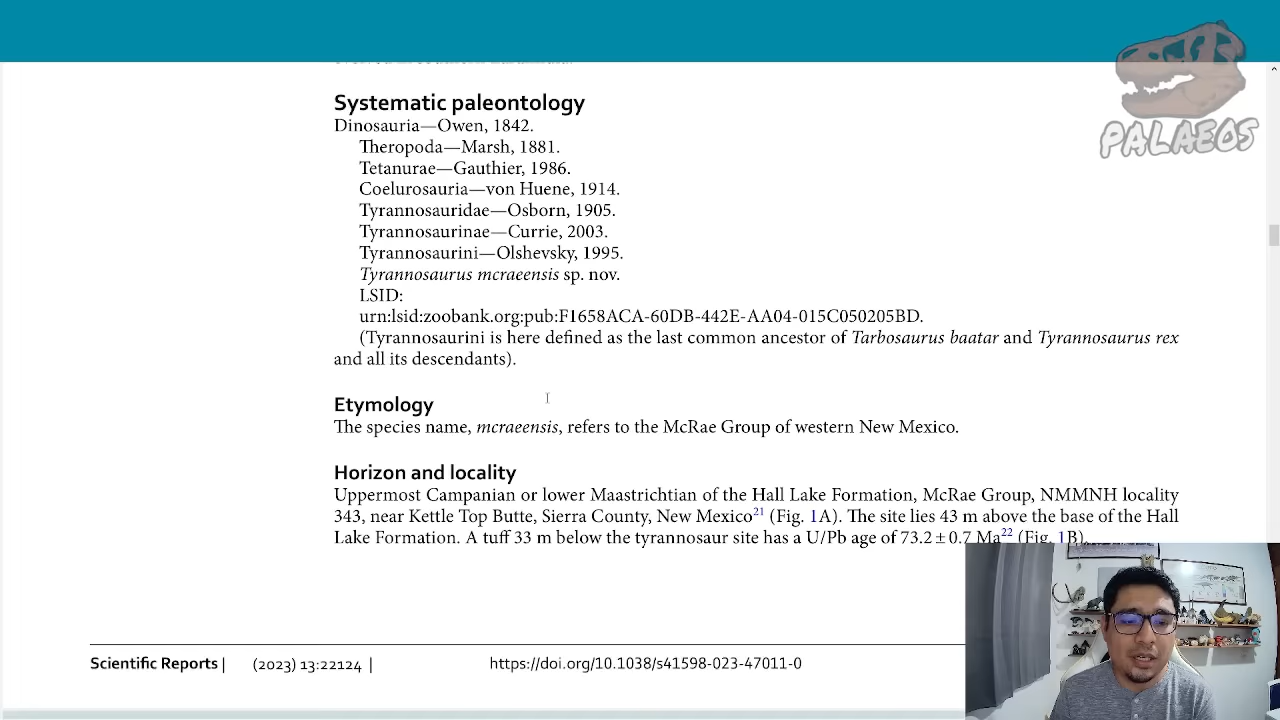 PALAEOS
Systematic paleontology
Dinosauria—Owen, 1842.
Theropoda—Marsh, 1881.
Tetanurae—Gauthier, 1986.
Coelurosauria—von Huene, 1914.
Tyrannosauridae—Osborn, 1905.
Tyrannosaurinae—Currie, 2003.
Tyrannosaurini—Olshevsky, 1995.
Tyrannosaurus mcraeensis sp. nov.
LSID:
urn:lsid:zoobank.org:pub:F1658ACA-60DB-442E-AA04-015C050205BD.
(Tyrannosaurini is here defined as the last common ancestor of Tarbosaurus baatar and Tyrannosaurus rex
and all its descendants).
Etymology
The species name, mcraeensis, refers to the McRae Group of western New Mexico.
Horizon and locality
Uppermost Campanian or lower Maastrichtian of the Hall Lake Formation, McRae Group, NMMNH locality
343, near Kettle Top Butte, Sierra County, New Mexico21 (Fig. 1A). The site lies 43 m above the base of the Hall
Lake Formation. A tuff 33 m below the tyrannosaur site has a U/Pb age of 73.2 ± 0.7 Ma22 (Fig. 1B).
Scientific Reports | (2023) 13:22124 | https://doi.org/10.1038/s41598-023-47011-0